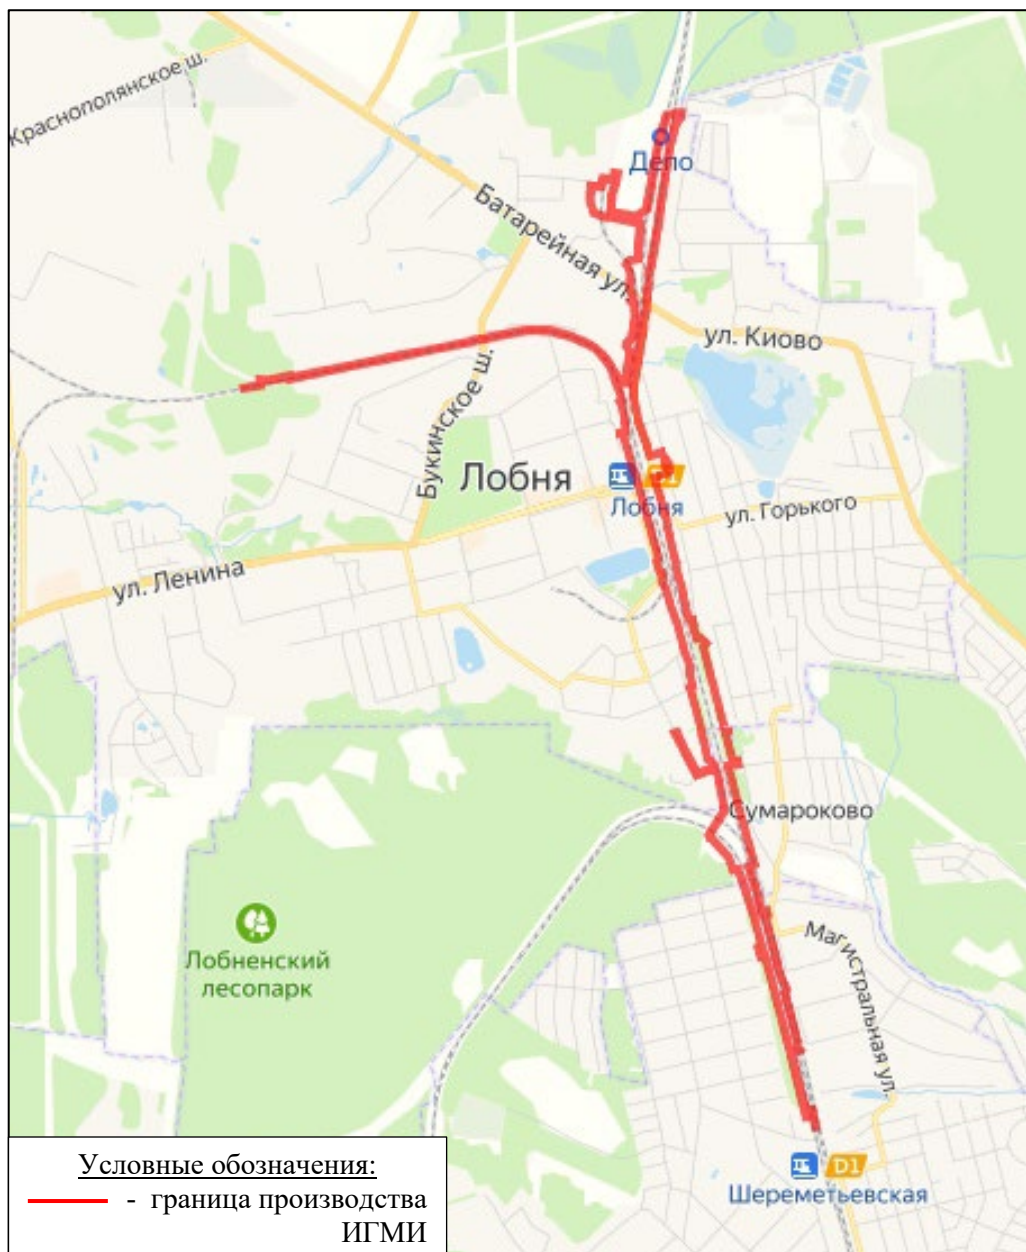 Краснополянское ш.
Депо
Батарейная ул.
ул. Киово
Букинское ш.
Лобня
D1
Лобня
ул. Горького
ул. Ленина
Сумароково
Магистральная ул.
Лобненский
лесопарк
D1
Шереметьевская
Условные обозначения:
- граница производства
ИГМИ